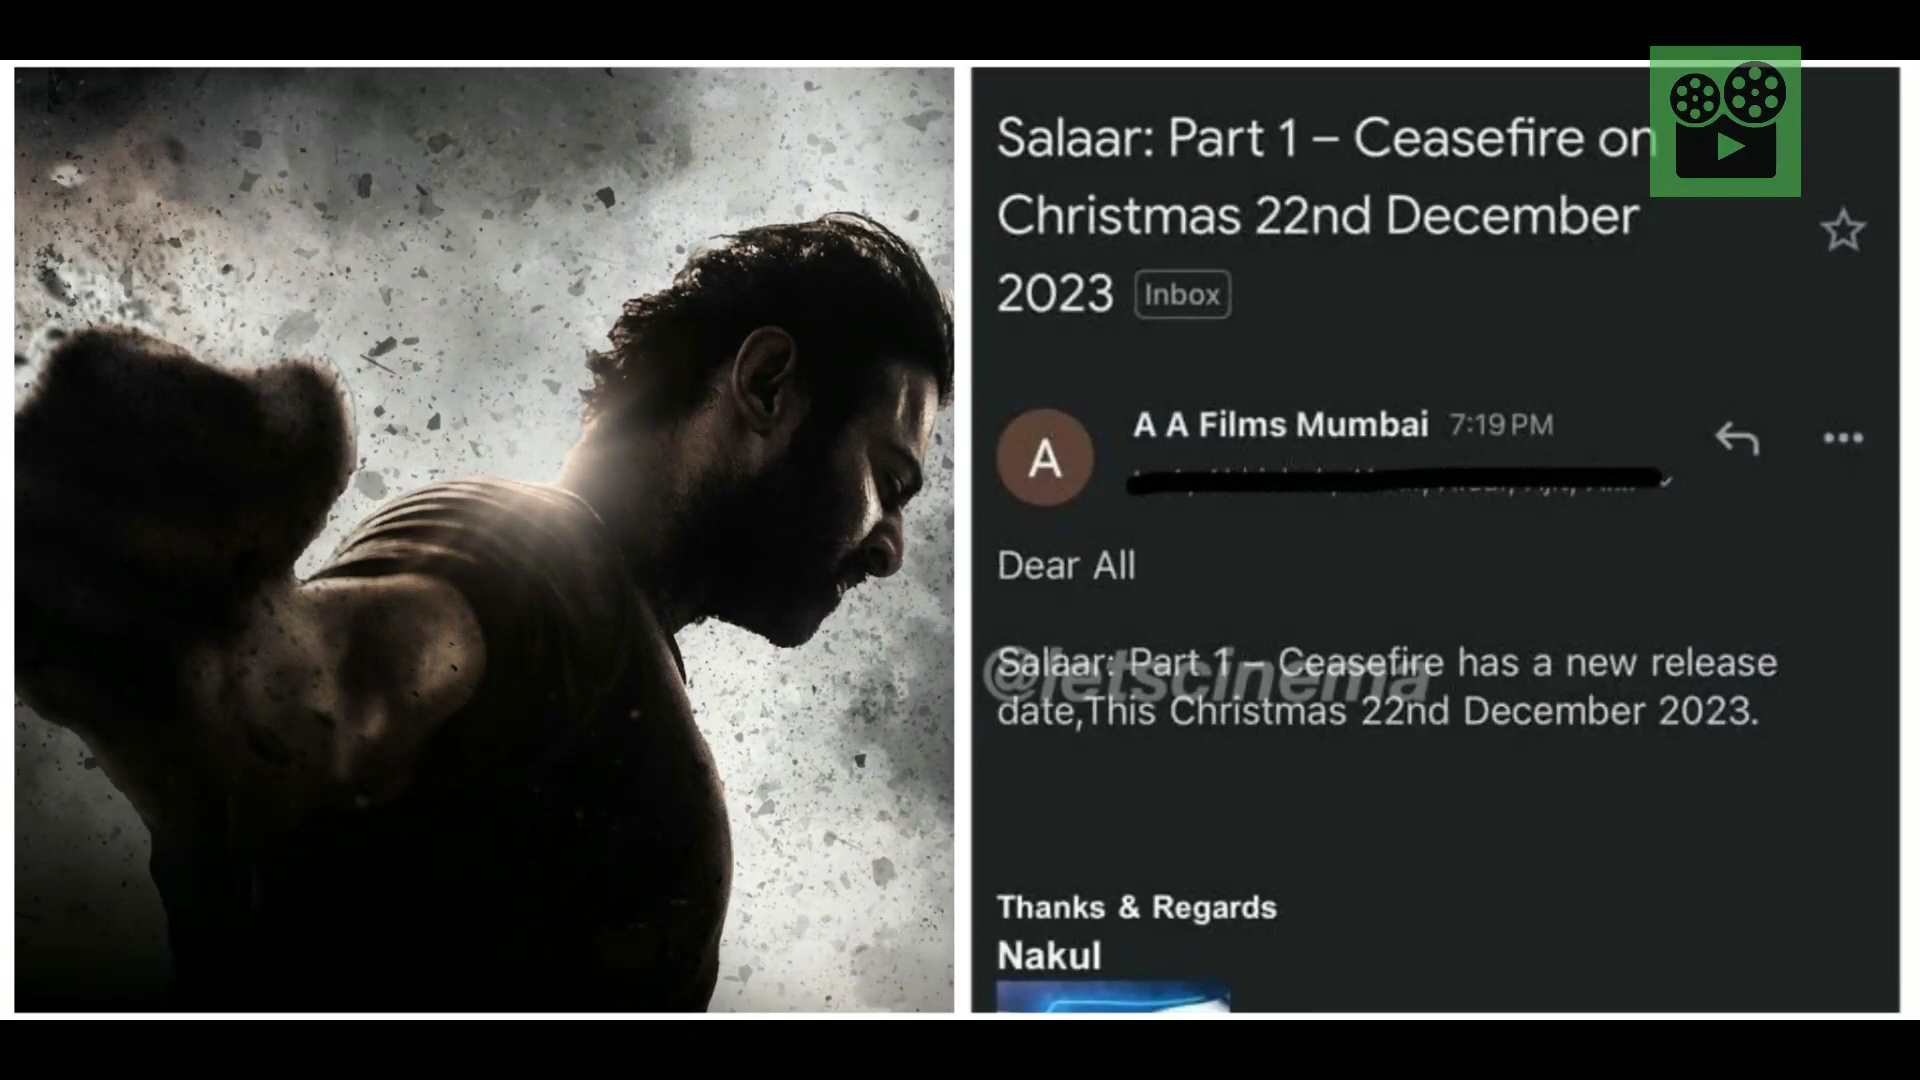 Salaar: Part 1 – Ceasefire on
Christmas 22nd December
2023 Inbox
A
A A Films Mumbai 7:19 PM
Dear All
Salaar: Part 1 – Ceasefire has a new release
@letscinema
date,This Christmas 22nd December 2023.
Thanks & Regards
Nakul